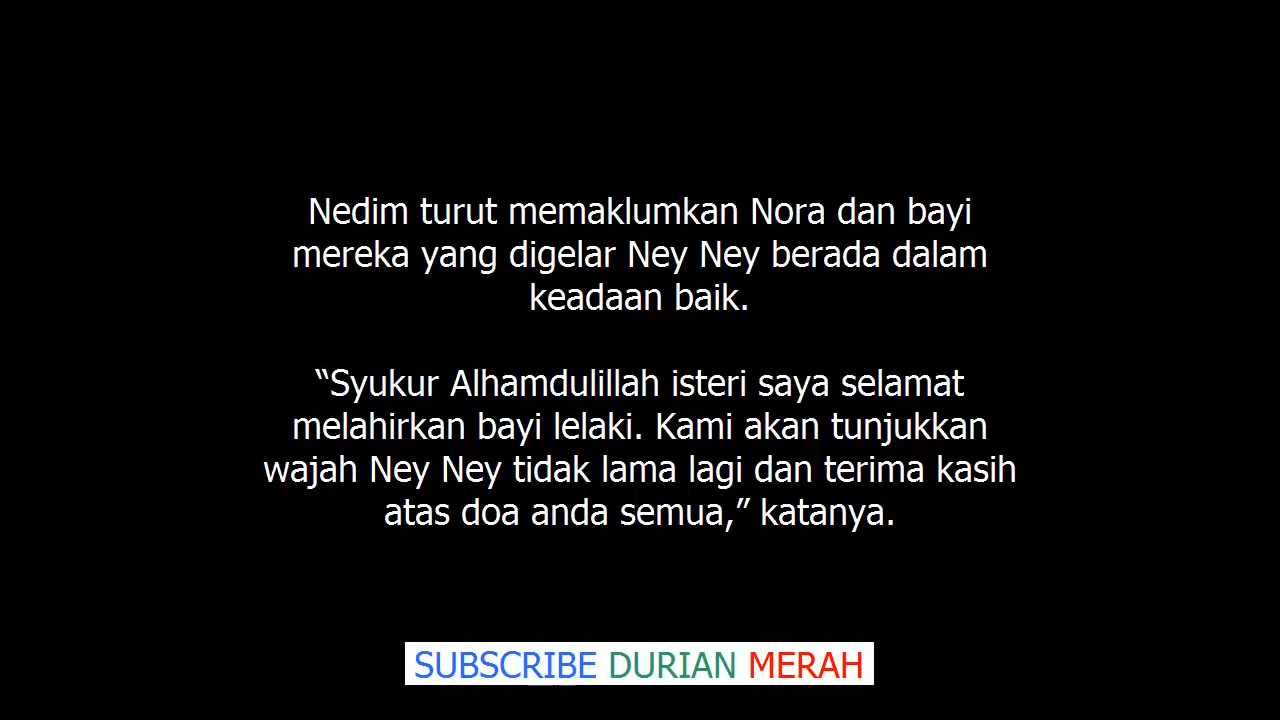 Nedim turut memaklumkan Nora dan bayi
mereka yang digelar Ney Ney berada dalam
keadaan baik.
“Syukur Alhamdulillah isteri saya selamat
melahirkan bayi lelaki. Kami akan tunjukkan
wajah Ney Ney tidak lama lagi dan terima kasih
atas doa anda semua,” katanya.
SUBSCRIBE DURIAN MERAH